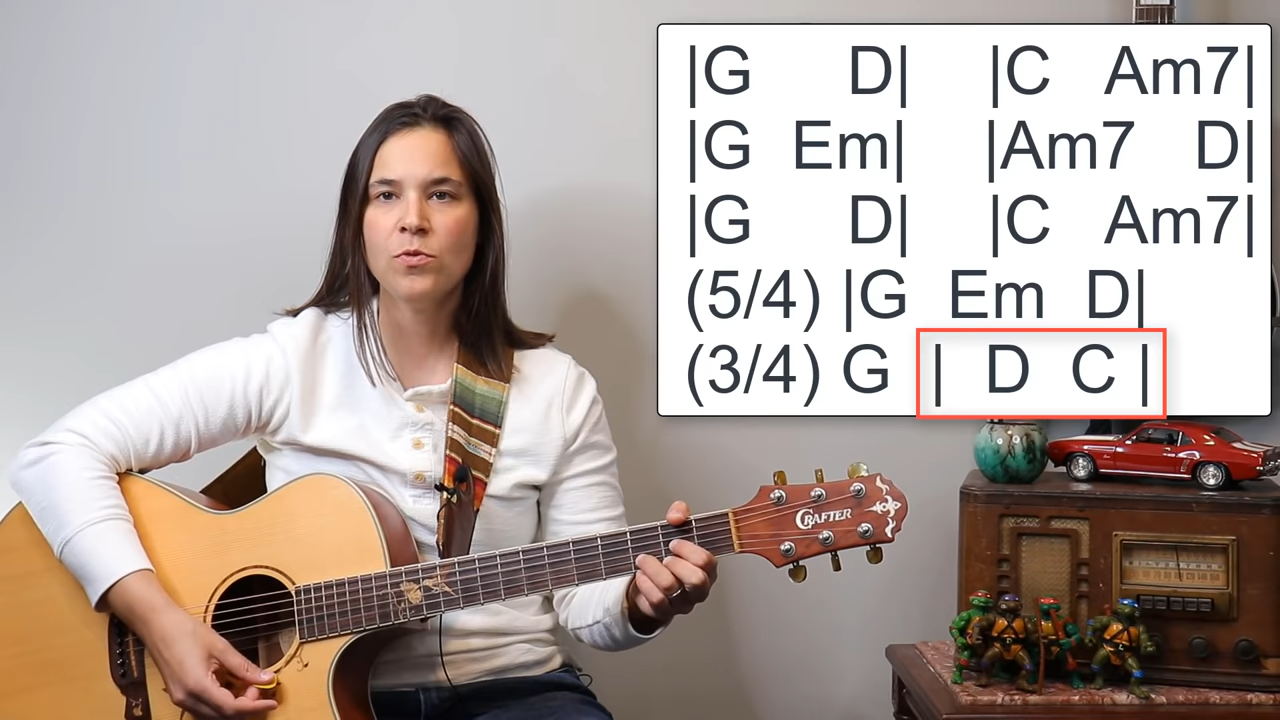 |G D| |C Am7|
|G Em| |Am7 D|
|G D| |C Am7|
(5/4) |G Em D|
(3/4) G | D C |
CRAFTER